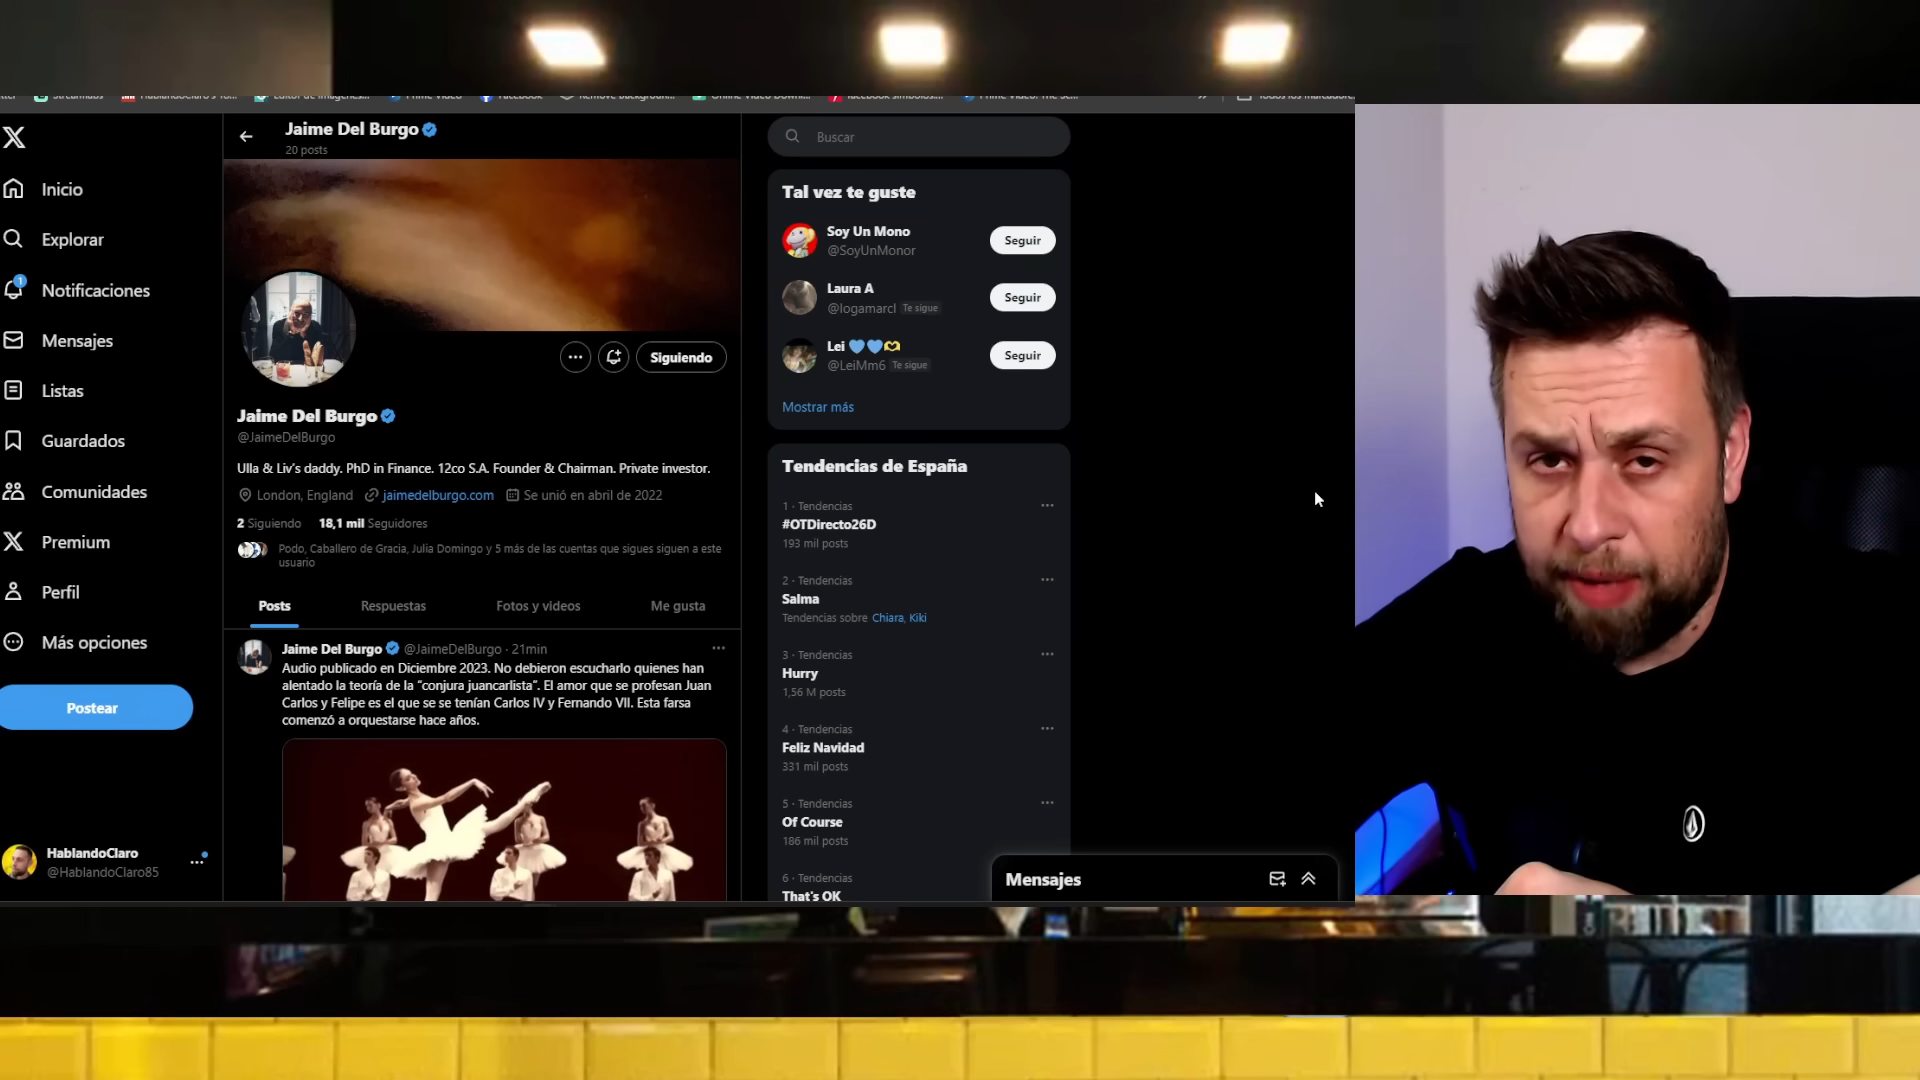 Jaime Del Burgo
20 posts
Inicio
Explorar
1
Notificaciones
Mensajes
Listas
Guardados
Comunidades
Premium
Perfil
Más opciones
Postear
HablandoClaro
@HablandoClaro85
Siguiendo
Jaime Del Burgo
@JaimeDelBurgo
Ulla & Liv's daddy. PhD in Finance. 12co S.A. Founder & Chairman. Private investor.
London, England jaimedelburgo.com Se unió en abril de 2022
2 Siguiendo 18,1 mil Seguidores
Podo, Caballero de Gracia, Julia Domingo y 5 más de las cuentas que sigues siguen a este
usuario
Posts Respuestas Fotos y videos Me gusta
Jaime Del Burgo @JaimeDelBurgo · 21min
Audio publicado en Diciembre 2023. No debieron escucharlo quienes han
alentado la teoría de la “conjura juancarlista”. El amor que se profesan Juan
Carlos y Felipe es el que se se tenían Carlos IV y Fernando VII. Esta farsa
comenzó a orquestarse hace años.
Buscar
Tal vez te guste
Soy Un Mono
@SoyUnMonor
Seguir
Laura A
@logamarcl Te sigue
Seguir
Lei 💙💙🫶
@LeiMm6 Te sigue
Seguir
Mostrar más
Tendencias de España
1 · Tendencias
#OTDirecto26D
193 mil posts
2 · Tendencias
Salma
Tendencias sobre Chiara, Kiki
3 · Tendencias
Hurry
1,56 M posts
4 · Tendencias
Feliz Navidad
331 mil posts
5 · Tendencias
Of Course
186 mil posts
6 · Tendencias
That's OK
Mensajes